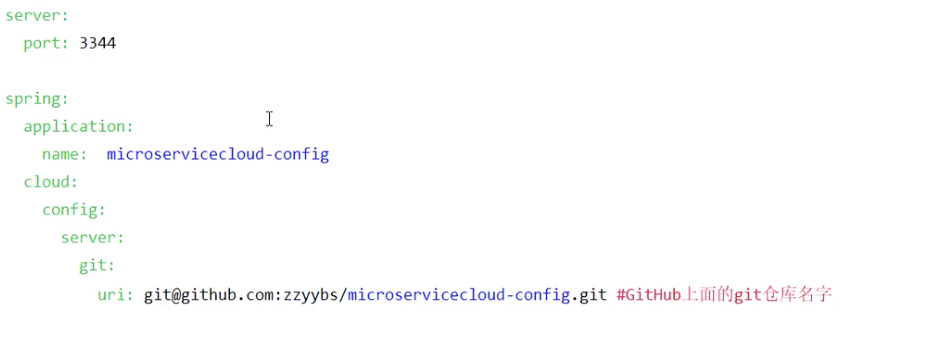 server:
  port: 3344
spring:
  application:
    name:  microservicecloud-config
  cloud:
    config:
      server:
        git:
          uri: git@github.com:zzyybs/microservicecloud-config.git #GitHub上面的git仓库名字